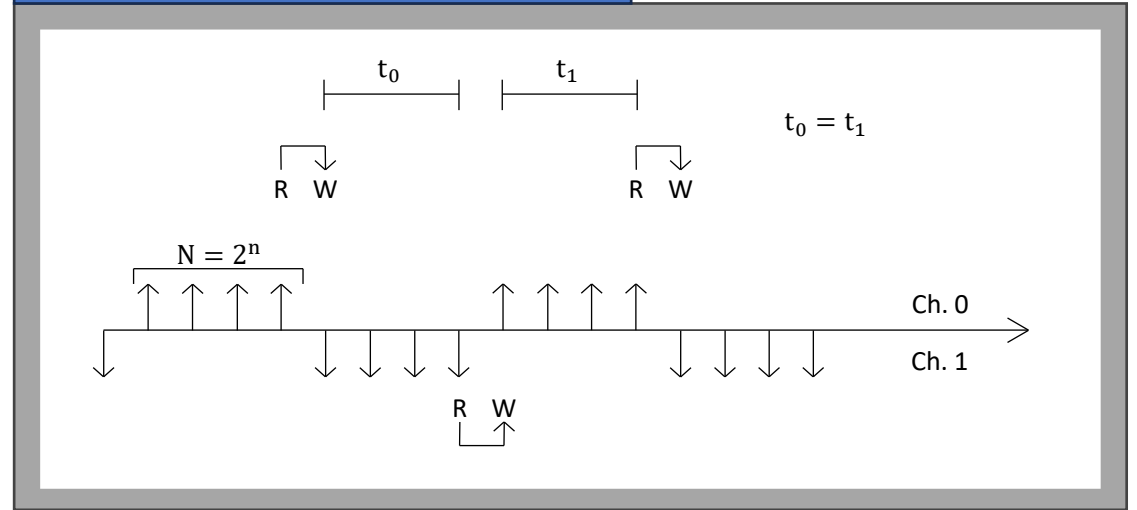 t₀ t₁
t₀ = t₁
R W R W
N = 2ⁿ
Ch. 0
Ch. 1
R W